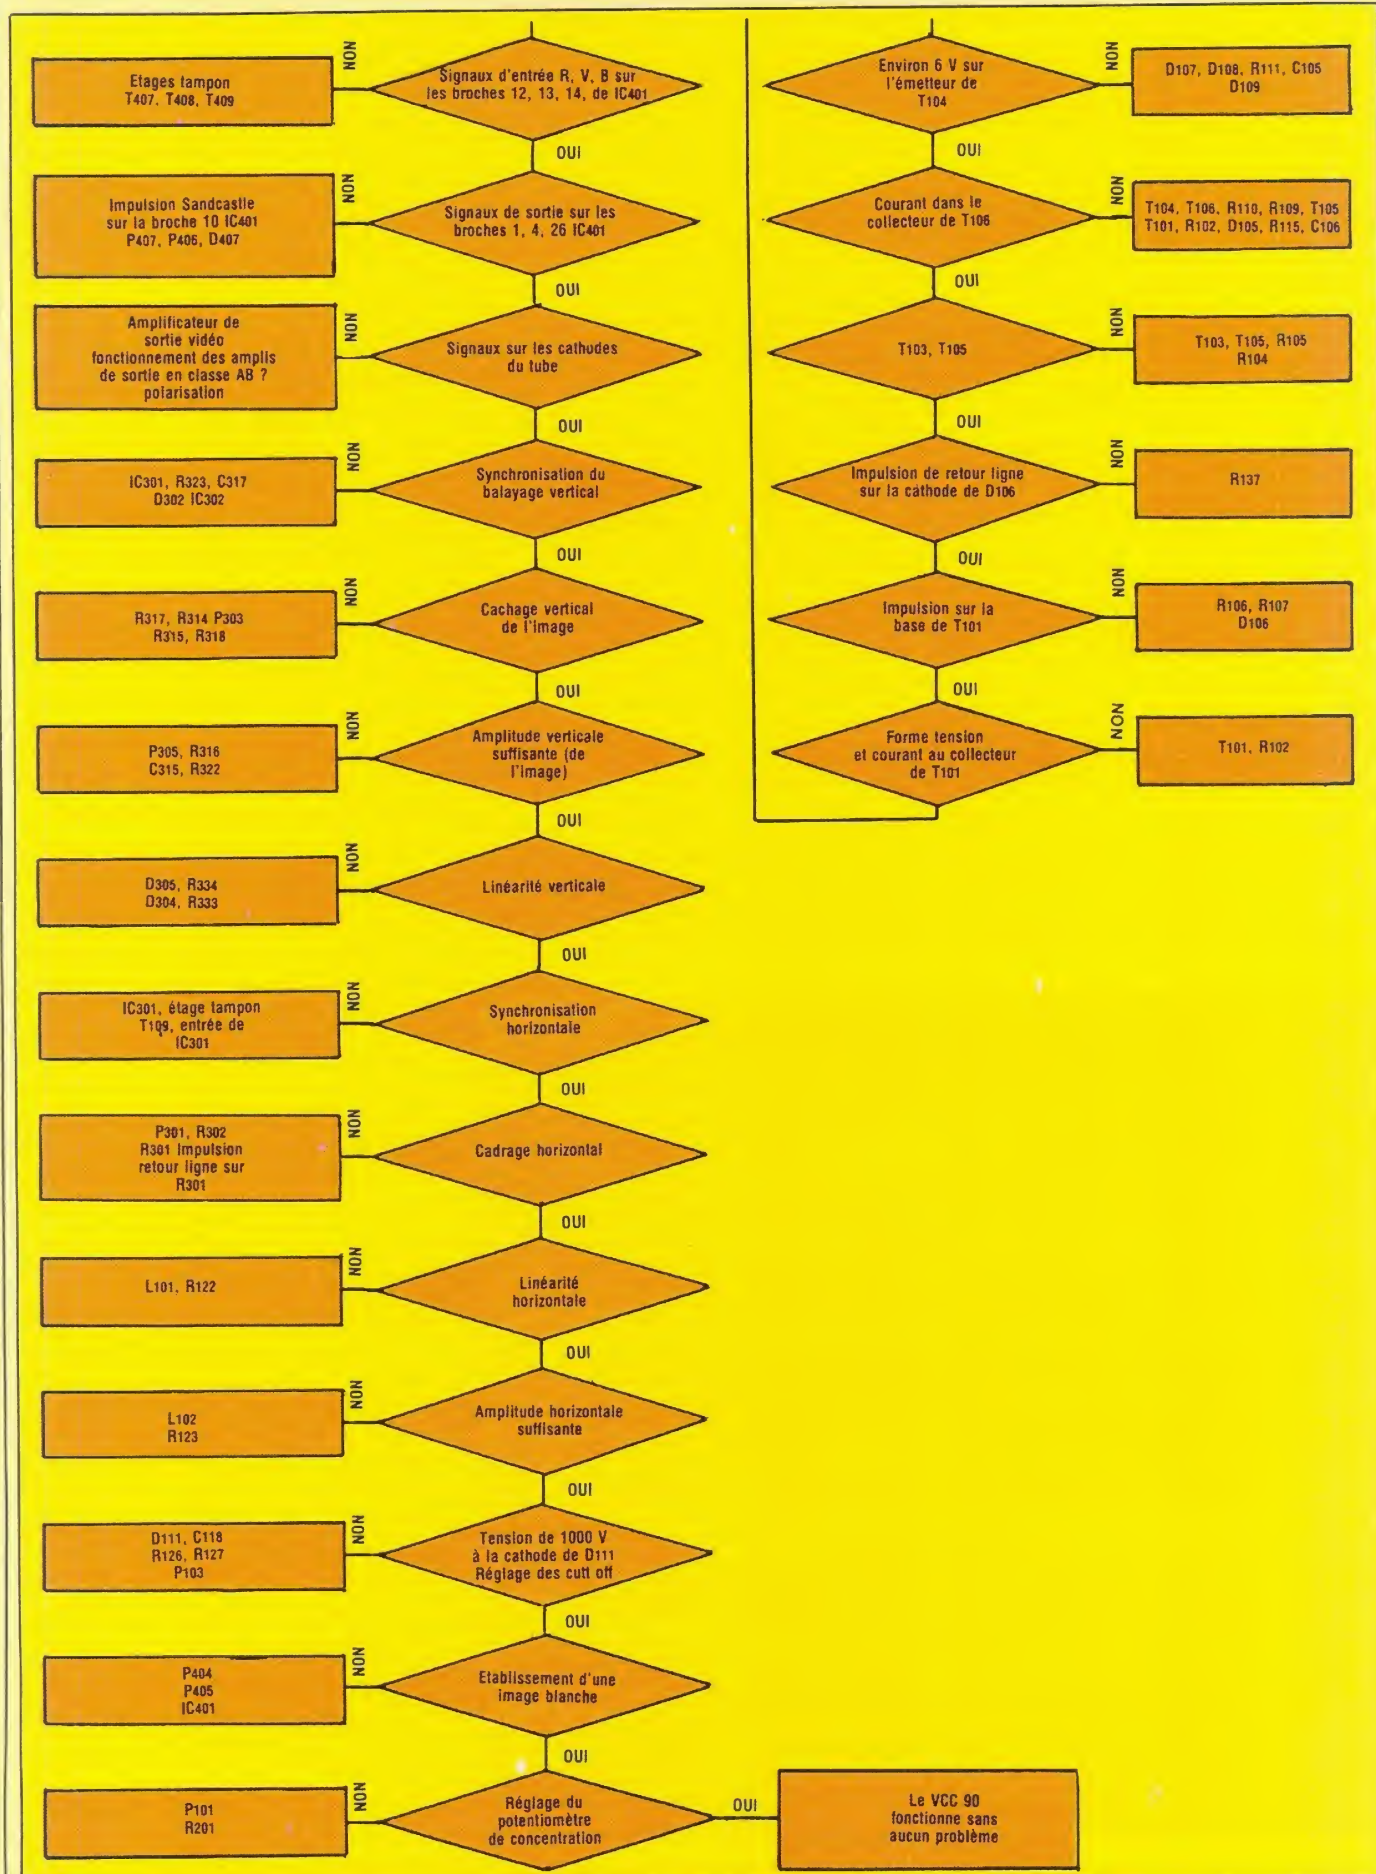 Etages tampon
T407, T408, T409
NON
Signaux d'entrée R, V, B sur
les broches 12, 13, 14, de IC401
OUI
Impulsion Sandcastle
sur la broche 10 IC401
P407, P406, D407
NON
Signaux de sortie sur les
broches 1, 4, 26 IC401
OUI
Amplificateur de
sortie vidéo
fonctionnement des amplis
de sortie en classe AB ?
polarisation
NON
Signaux sur les cathodes
du tube
OUI
IC301, R323, C317
D302 IC302
NON
Synchronisation du
balayage vertical
OUI
R317, R314 P303
R315, R318
NON
Cachage vertical
de l'image
OUI
P305, R316
C315, R322
NON
Amplitude verticale
suffisante (de
l'image)
OUI
D305, R334
D304, R333
NON
Linéarité verticale
OUI
IC301, étage tampon
T109, entrée de
IC301
NON
Synchronisation
horizontale
OUI
P301, R302
R301 Impulsion
retour ligne sur
R301
NON
Cadrage horizontal
OUI
L101, R122
NON
Linéarité
horizontale
OUI
L102
R123
NON
Amplitude horizontale
suffisante
OUI
D111, C118
R126, R127
P103
NON
Tension de 1000 V
à la cathode de D111
Réglage des cutt off
OUI
P404
P405
IC401
NON
Etablissement d'une
image blanche
OUI
P101
R201
NON
Réglage du
potentiomètre
de concentration
OUI
Le VCC 90
fonctionne sans
aucun problème
Environ 6 V sur
l'émetteur de
T104
NON
D107, D108, R111, C105
D109
OUI
Courant dans le
collecteur de T106
NON
T104, T106, R110, R109, T105
T101, R102, D105, R115, C106
OUI
T103, T105
NON
T103, T105, R105
R104
OUI
Impulsion de retour ligne
sur la cathode de D106
NON
R137
OUI
Impulsion sur la
base de T101
NON
R106, R107
D106
OUI
Forme tension
et courant au collecteur
de T101
NON
T101, R102